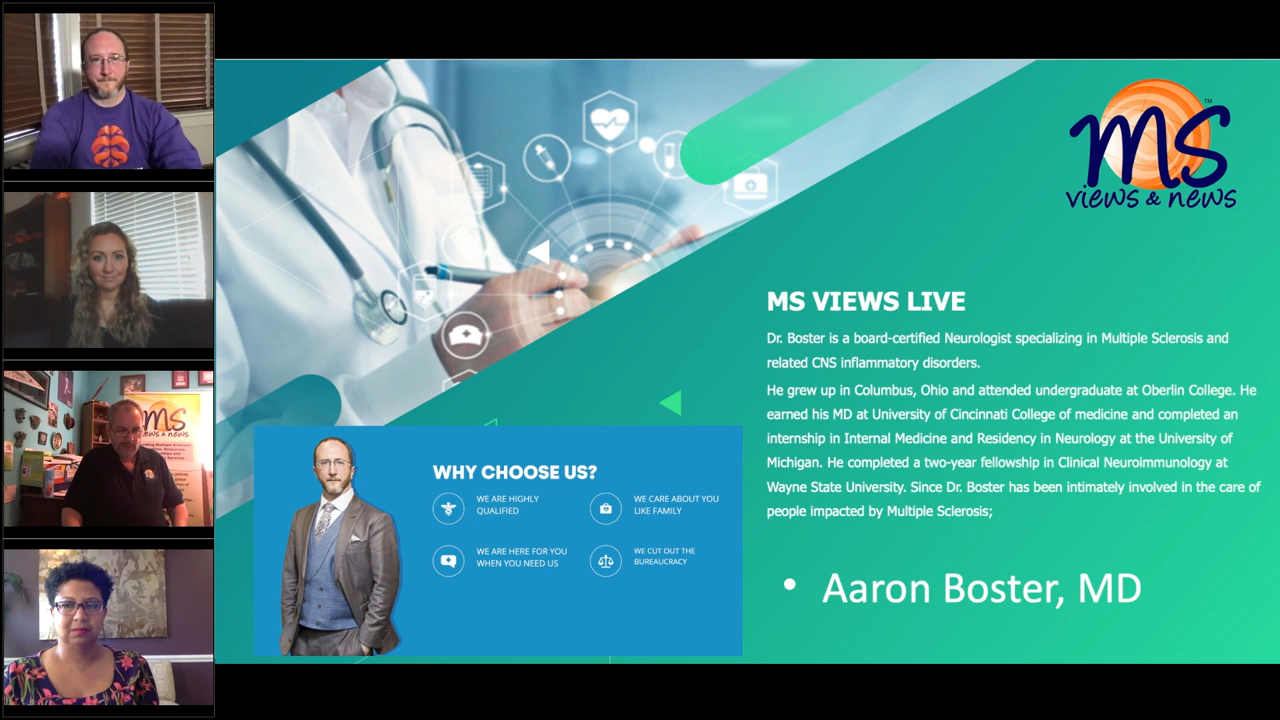 MS
TM
views & news
MS VIEWS LIVE
Dr. Boster is a board-certified Neurologist specializing in Multiple Sclerosis and
related CNS inflammatory disorders.
He grew up in Columbus, Ohio and attended undergraduate at Oberlin College. He
earned his MD at University of Cincinnati College of medicine and completed an
internship in Internal Medicine and Residency in Neurology at the University of
Michigan. He completed a two-year fellowship in Clinical Neuroimmunology at
Wayne State University. Since Dr. Boster has been intimately involved in the care of
people impacted by Multiple Sclerosis;
• Aaron Boster, MD
WHY CHOOSE US?
WE ARE HIGHLY
QUALIFIED
WE CARE ABOUT YOU
LIKE FAMILY
WE ARE HERE FOR YOU
WHEN YOU NEED US
WE CUT OUT THE
BUREAUCRACY
MS
views & news